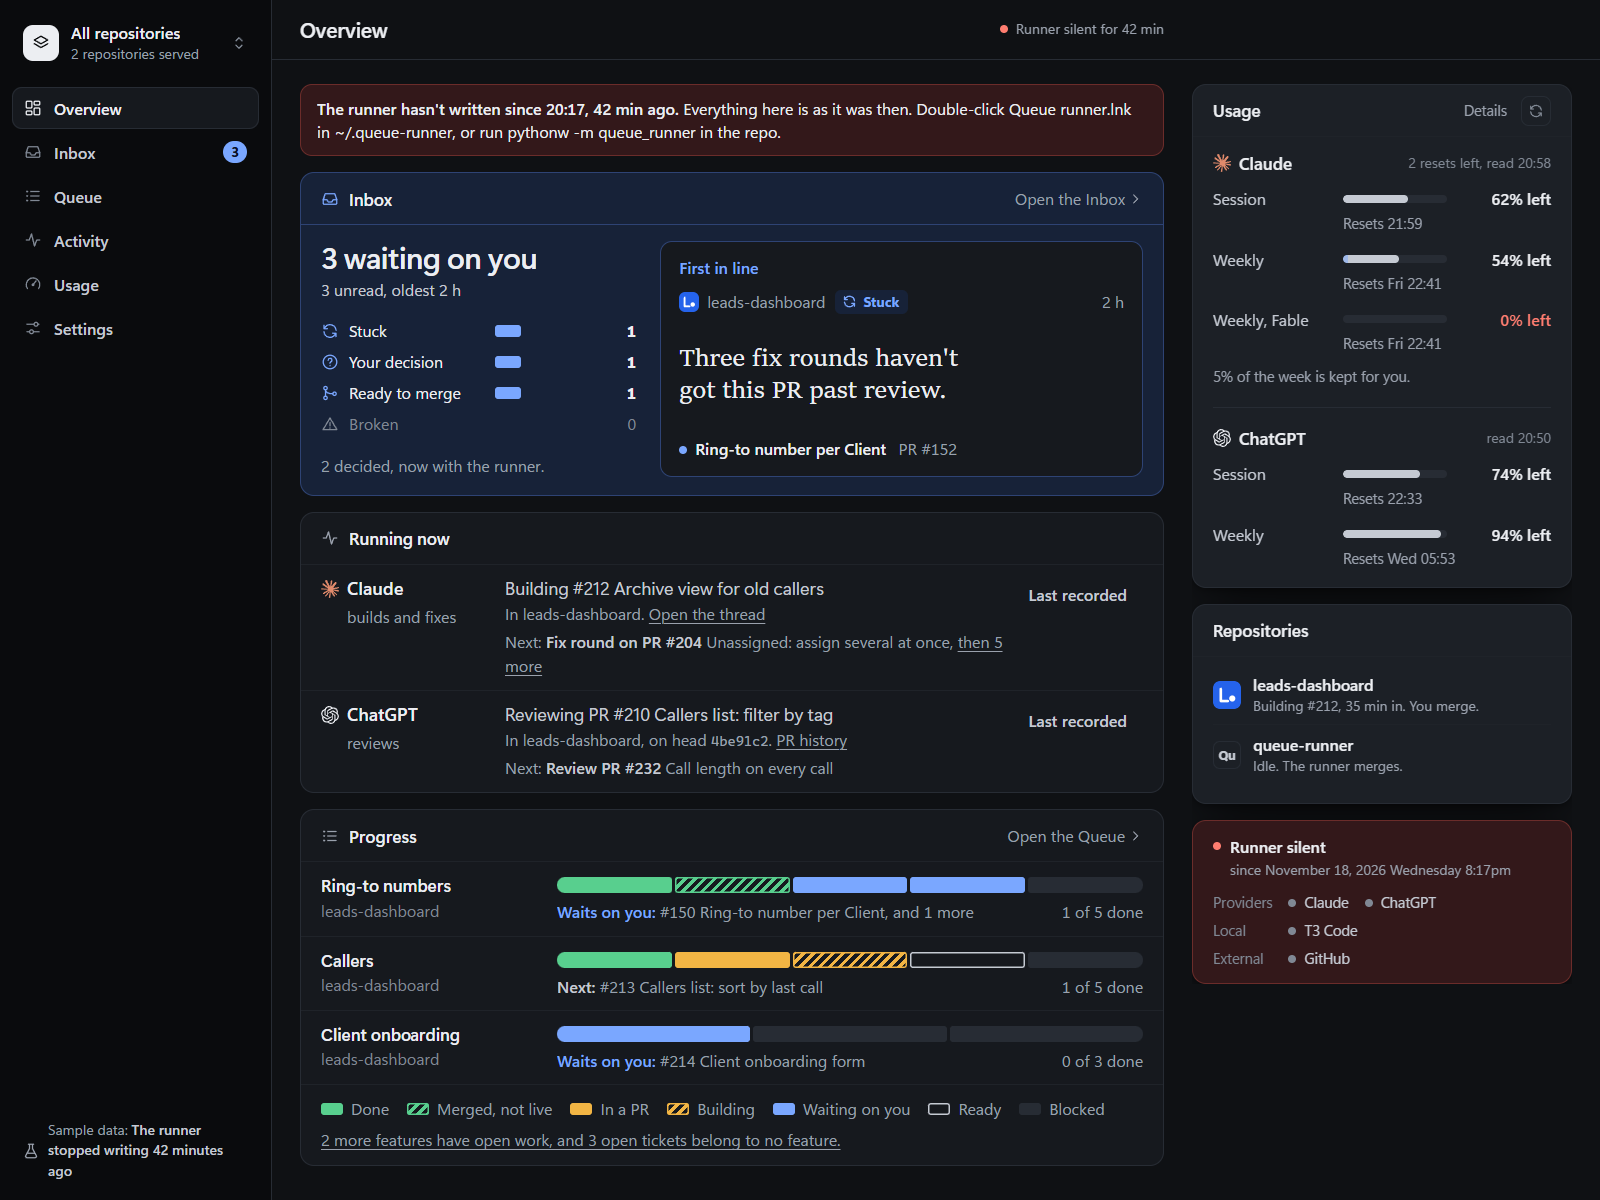 All repositories
2 repositories served
Overview
Inbox
3
Queue
Activity
Usage
Settings
Sample data: The runner
stopped writing 42 minutes
ago
Overview
Runner silent for 42 min
The runner hasn't written since 20:17, 42 min ago. Everything here is as it was then. Double-click Queue runner.lnk
in ~/.queue-runner, or run pythonw -m queue_runner in the repo.
Inbox
Open the Inbox
3 waiting on you
3 unread, oldest 2 h
Stuck 1
Your decision 1
Ready to merge 1
Broken 0
2 decided, now with the runner.
First in line
L. leads-dashboard Stuck 2 h
Three fix rounds haven't
got this PR past review.
Ring-to number per Client PR #152
Running now
Claude
builds and fixes
Building #212 Archive view for old callers
In leads-dashboard. Open the thread
Next: Fix round on PR #204 Unassigned: assign several at once, then 5
more
Last recorded
ChatGPT
reviews
Reviewing PR #210 Callers list: filter by tag
In leads-dashboard, on head 4be91c2. PR history
Next: Review PR #232 Call length on every call
Last recorded
Progress
Open the Queue
Ring-to numbers
leads-dashboard
Waits on you: #150 Ring-to number per Client, and 1 more
1 of 5 done
Callers
leads-dashboard
Next: #213 Callers list: sort by last call
1 of 5 done
Client onboarding
leads-dashboard
Waits on you: #214 Client onboarding form
0 of 3 done
Done Merged, not live In a PR Building Waiting on you Ready Blocked
2 more features have open work, and 3 open tickets belong to no feature.
Usage
Details
Claude
2 resets left, read 20:58
Session 62% left
Resets 21:59
Weekly 54% left
Resets Fri 22:41
Weekly, Fable 0% left
Resets Fri 22:41
5% of the week is kept for you.
ChatGPT
read 20:50
Session 74% left
Resets 22:33
Weekly 94% left
Resets Wed 05:53
Repositories
L.
leads-dashboard
Building #212, 35 min in. You merge.
Qu
queue-runner
Idle. The runner merges.
Runner silent
since November 18, 2026 Wednesday 8:17pm
Providers Claude ChatGPT
Local T3 Code
External GitHub